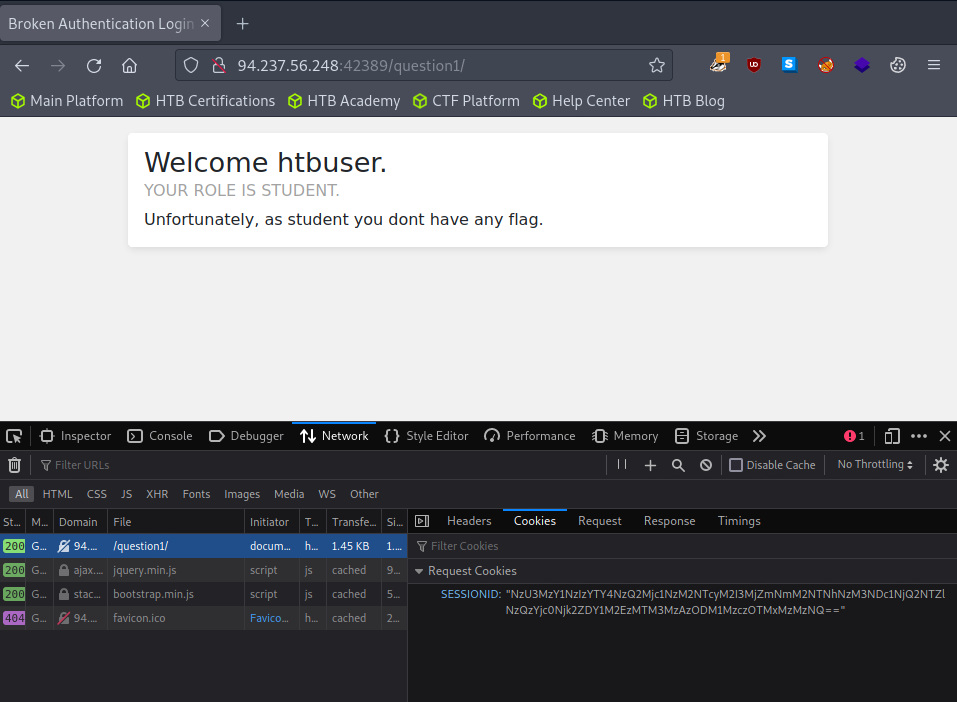 Broken Authentication Login
94.237.56.248:42389/question1/
1
UD
S
Main Platform HTB Certifications HTB Academy CTF Platform Help Center HTB Blog
Welcome htbuser.
YOUR ROLE IS STUDENT.
Unfortunately, as student you dont have any flag.
Inspector Console Debugger Network Style Editor Performance Memory Storage 1
Filter URLs Disable Cache No Throttling
All HTML CSS JS XHR Fonts Images Media WS Other
St... M... Domain File Initiator T... Transfe... Si... Headers Cookies Request Response Timings
200 G... 94.... /question1/ docum... h... 1.45 KB 1.... Filter Cookies
200 G... ajax.... jquery.min.js script js cached 9... Request Cookies
200 G... stac... bootstrap.min.js script js cached 5... SESSIONID: "NzU3MzY1NzIzYTY4NzQ2Mjc1NzM2NTcyM2I3MjZmNmM2NTNhNzM3NDc1NjQ2NTZl
NzQzYjc0Njk2ZDY1M2EzMTM3MzAzODM1MzczOTMxMzMzNQ=="
404 G... 94.... favicon.ico Favico... h... cached 2...